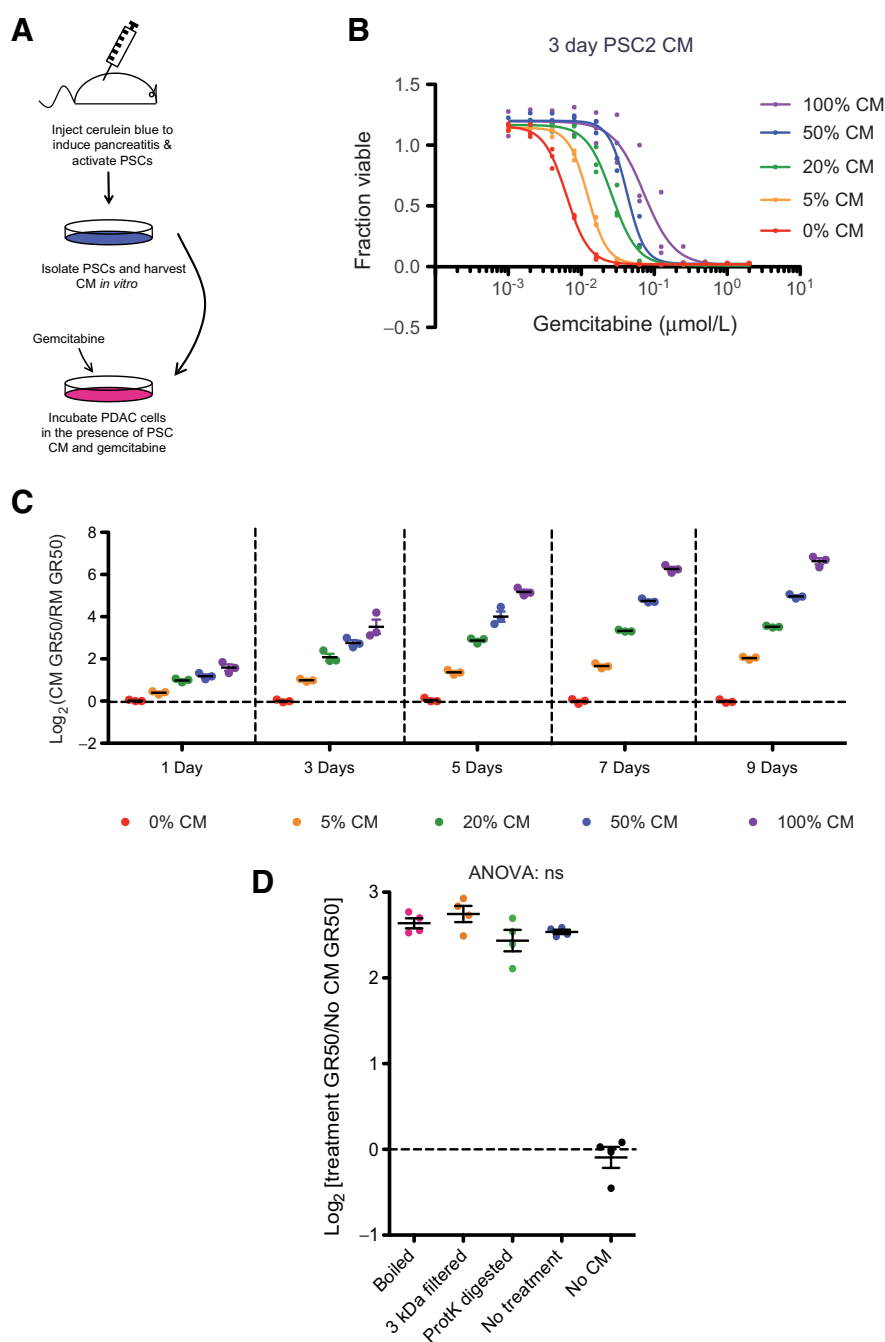 A
Inject cerulein blue to
induce pancreatitis &
activate PSCs
Isolate PSCs and harvest
CM in vitro
Gemcitabine
Incubate PDAC cells
in the presence of PSC
CM and gemcitabine
B
3 day PSC2 CM
Fraction viable
1.5
1.0
0.5
0.0
−0.5
10⁻³ 10⁻² 10⁻¹ 10⁰ 10¹
Gemcitabine (μmol/L)
100% CM
50% CM
20% CM
5% CM
0% CM
C
Log₂ (CM GR50/RM GR50)
8
6
4
2
0
−2
1 Day 3 Days 5 Days 7 Days 9 Days
0% CM 5% CM 20% CM 50% CM 100% CM
D
ANOVA: ns
Log₂ [treatment GR50/No CM GR50]
3
2
1
0
−1
Boiled
3 kDa filtered
ProtK digested
No treatment
No CM